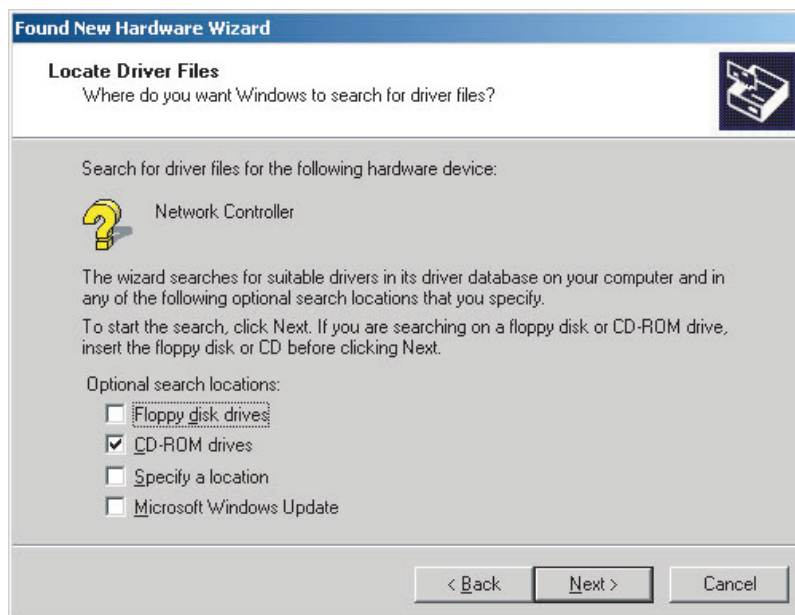 Found New Hardware Wizard
Locate Driver Files
Where do you want Windows to search for driver files?
Search for driver files for the following hardware device:
Network Controller
The wizard searches for suitable drivers in its driver database on your computer and in
any of the following optional search locations that you specify.
To start the search, click Next. If you are searching on a floppy disk or CD-ROM drive,
insert the floppy disk or CD before clicking Next.
Optional search locations:
Floppy disk drives
CD-ROM drives
Specify a location
Microsoft Windows Update
< Back Next > Cancel